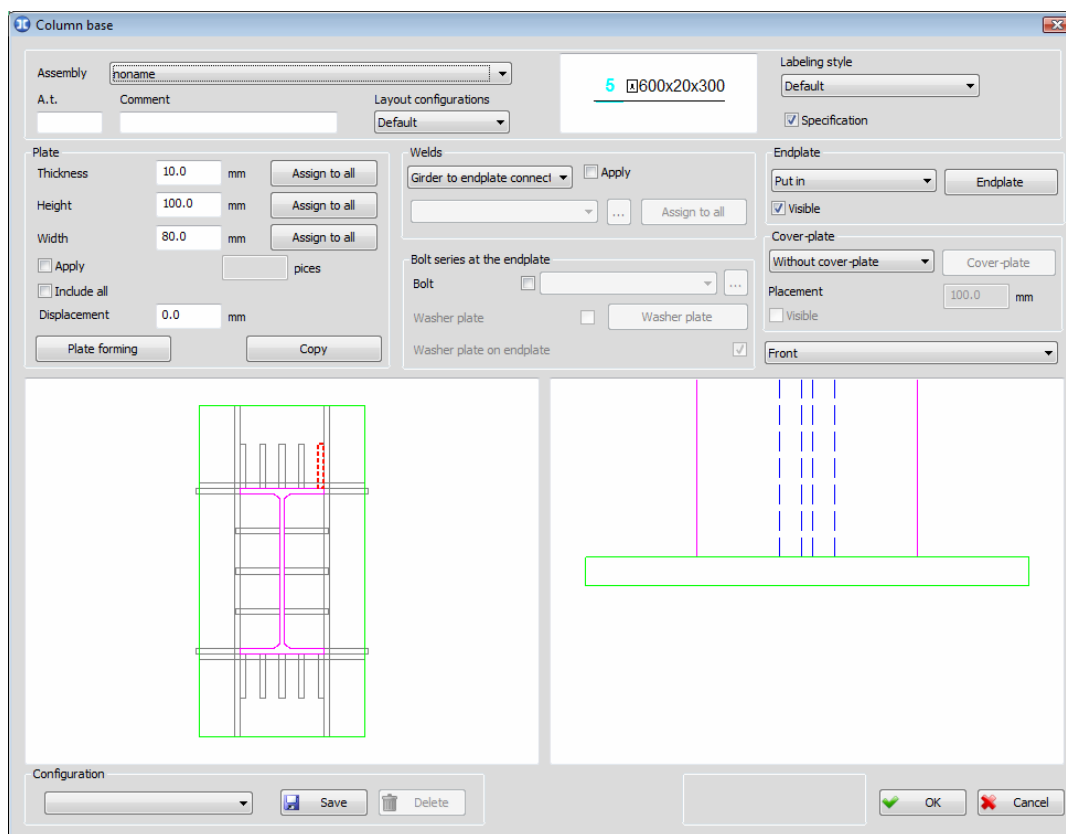 Column base
Assembly noname
A.t. Comment Layout configurations
Default
5 x 600x20x300
Labeling style
Default
Specification
Plate
Thickness 10.0 mm Assign to all
Height 100.0 mm Assign to all
Width 80.0 mm Assign to all
Apply pices
Include all
Displacement 0.0 mm
Plate forming Copy
Welds
Girder to endplate connect Apply
... Assign to all
Bolt series at the endplate
Bolt ...
Washer plate Washer plate
Washer plate on endplate
Endplate
Put in Endplate
Visible
Cover-plate
Without cover-plate Cover-plate
Placement 100.0 mm
Visible
Front
Configuration
Save Delete
OK Cancel